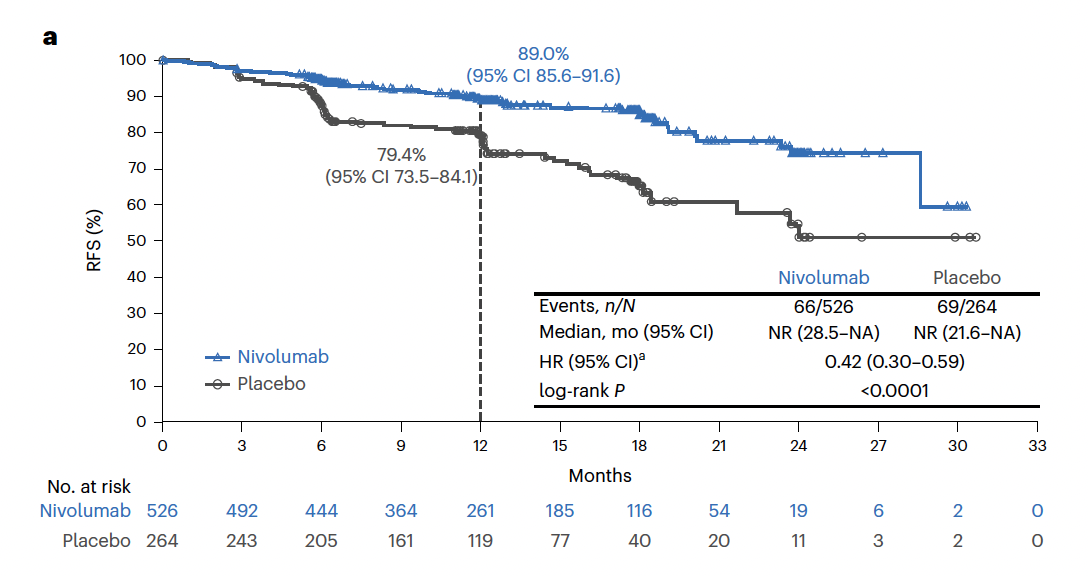 a
89.0%
(95% CI 85.6–91.6)
100
90
80
70
60
50
40
30
20
10
0
RFS (%)
79.4%
(95% CI 73.5–84.1)
Nivolumab
Placebo
Nivolumab Placebo
Events, n/N 66/526 69/264
Median, mo (95% CI) NR (28.5–NA) NR (21.6–NA)
HR (95% CI)a 0.42 (0.30–0.59)
log-rank P <0.0001
0 3 6 9 12 15 18 21 24 27 30 33
Months
No. at risk
Nivolumab 526 492 444 364 261 185 116 54 19 6 2 0
Placebo 264 243 205 161 119 77 40 20 11 3 2 0